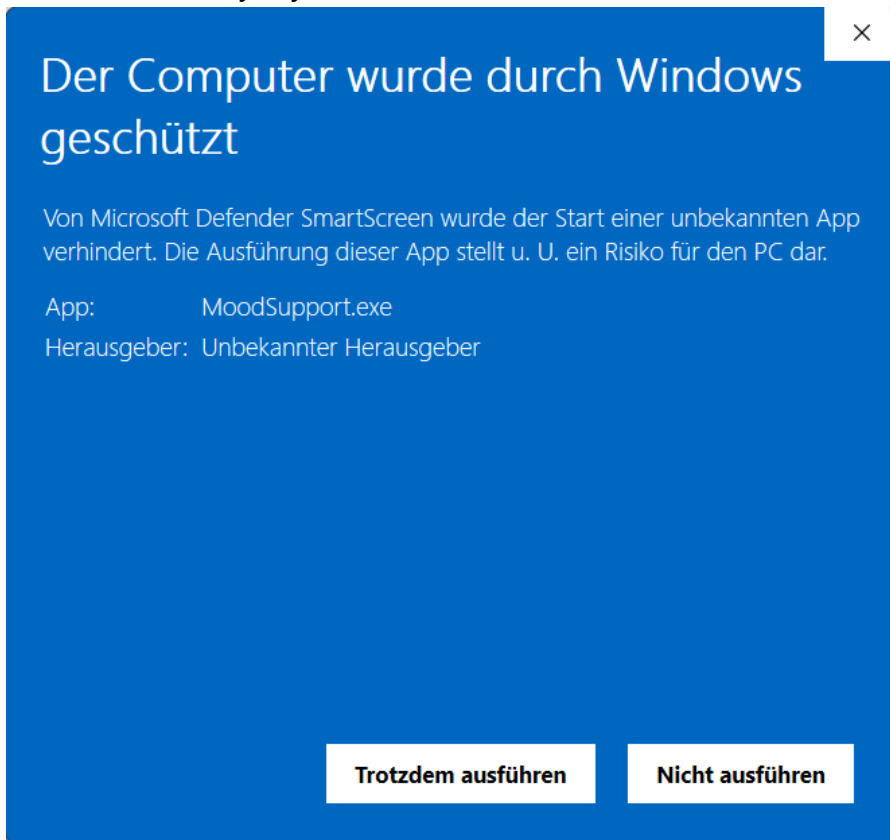 Der Computer wurde durch Windows
geschützt
Von Microsoft Defender SmartScreen wurde der Start einer unbekannten App
verhindert. Die Ausführung dieser App stellt u. U. ein Risiko für den PC dar.
App: MoodSupport.exe
Herausgeber: Unbekannter Herausgeber
Trotzdem ausführen Nicht ausführen